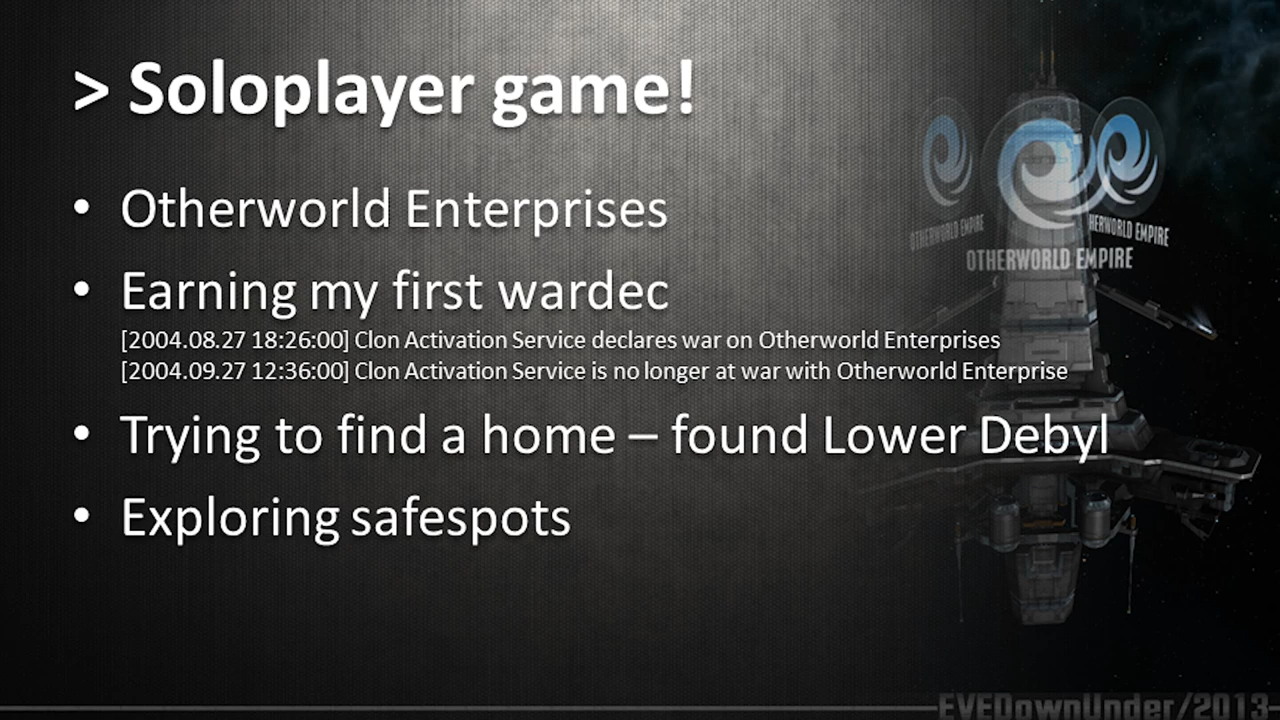 > Soloplayer game!
• Otherworld Enterprises
• Earning my first wardec
[2004.08.27 18:26:00] Clon Activation Service declares war on Otherworld Enterprises
[2004.09.27 12:36:00] Clon Activation Service is no longer at war with Otherworld Enterprise
• Trying to find a home – found Lower Debyl
• Exploring safespots
OTHERWORLD EMPIRE
HERWORLD EMPIRE
OTHERWORLD EMPIRE
EVEDownUnder/2013